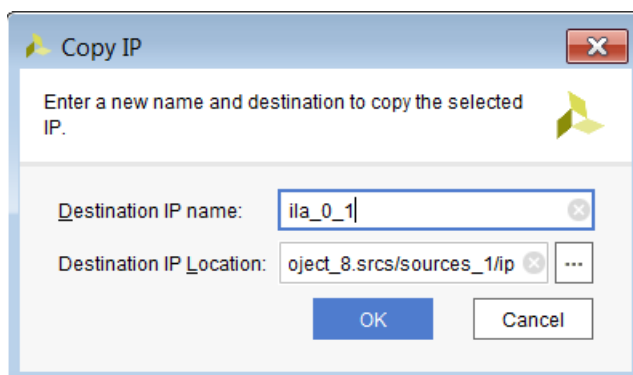 Copy IP
Enter a new name and destination to copy the selected
IP.
Destination IP name: ila_0_1
Destination IP Location: oject_8.srcs/sources_1/ip ...
OK Cancel